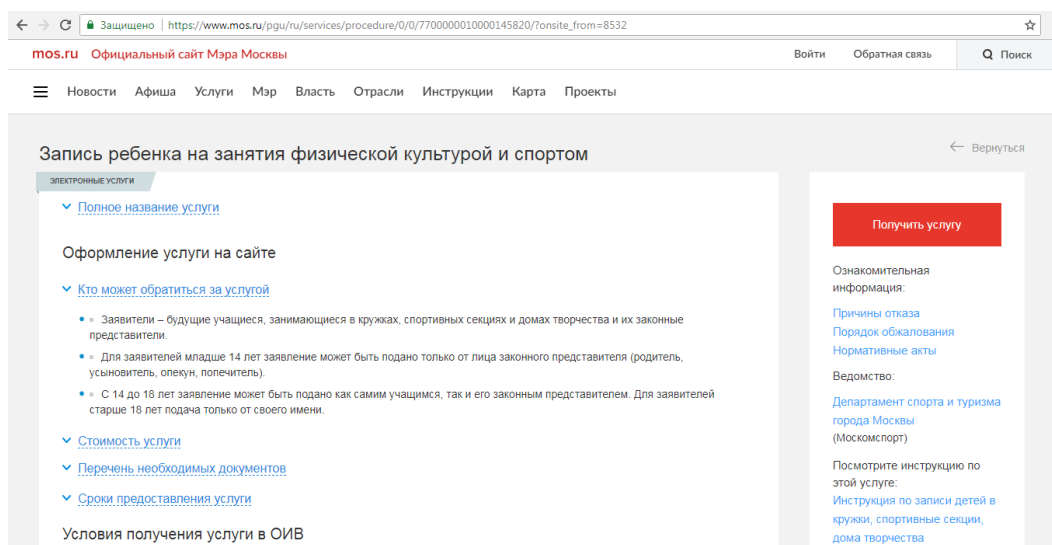 Защищено | https://www.mos.ru/pgu/ru/services/procedure/0/0/7700000010000145820/?onsite_from=8532
mos.ru Официальный сайт Мэра Москвы
Войти Обратная связь Поиск
Новости Афиша Услуги Мэр Власть Отрасли Инструкции Карта Проекты
Запись ребенка на занятия физической культурой и спортом
Вернуться
ЭЛЕКТРОННЫЕ УСЛУГИ
Полное название услуги
Оформление услуги на сайте
Кто может обратиться за услугой
Заявители – будущие учащиеся, занимающиеся в кружках, спортивных секциях и домах творчества и их законные
представители.
Для заявителей младше 14 лет заявление может быть подано только от лица законного представителя (родитель,
усыновитель, опекун, попечитель).
С 14 до 18 лет заявление может быть подано как самим учащимся, так и его законным представителем. Для заявителей
старше 18 лет подача только от своего имени.
Стоимость услуги
Перечень необходимых документов
Сроки предоставления услуги
Условия получения услуги в ОИВ
Получить услугу
Ознакомительная
информация:
Причины отказа
Порядок обжалования
Нормативные акты
Ведомство:
Департамент спорта и туризма
города Москвы
(Москомспорт)
Посмотрите инструкцию по
этой услуге:
Инструкция по записи детей в
кружки, спортивные секции,
дома творчества